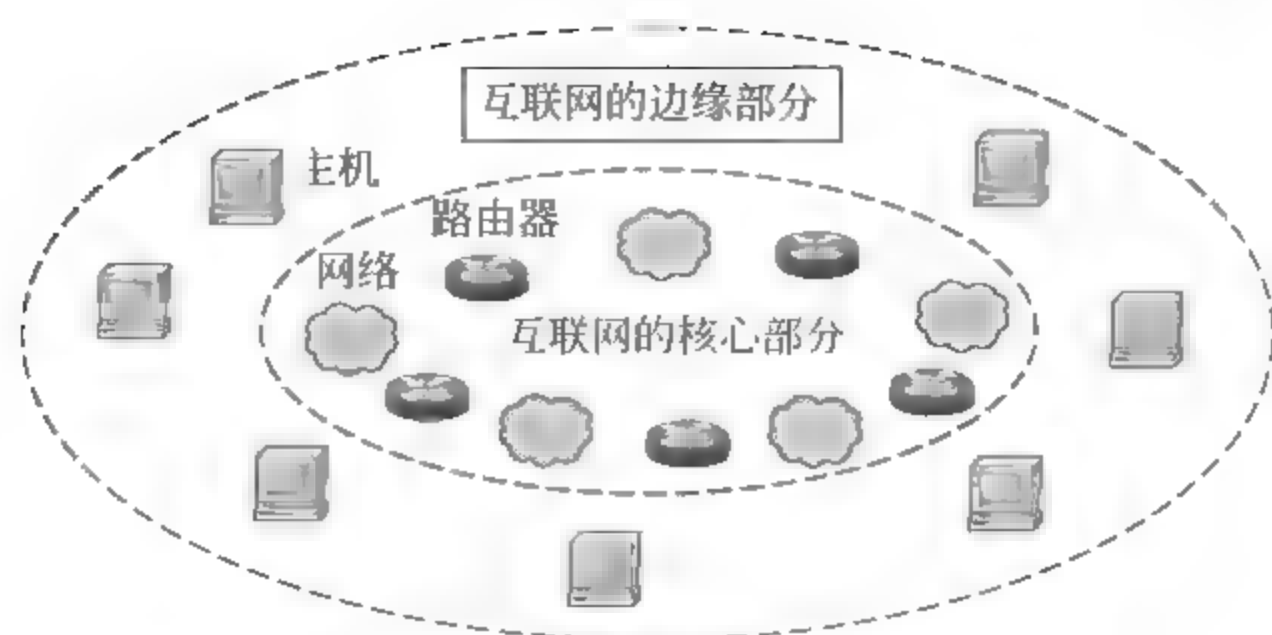 互联网的边缘部分
主机
路由器
网络
互联网的核心部分